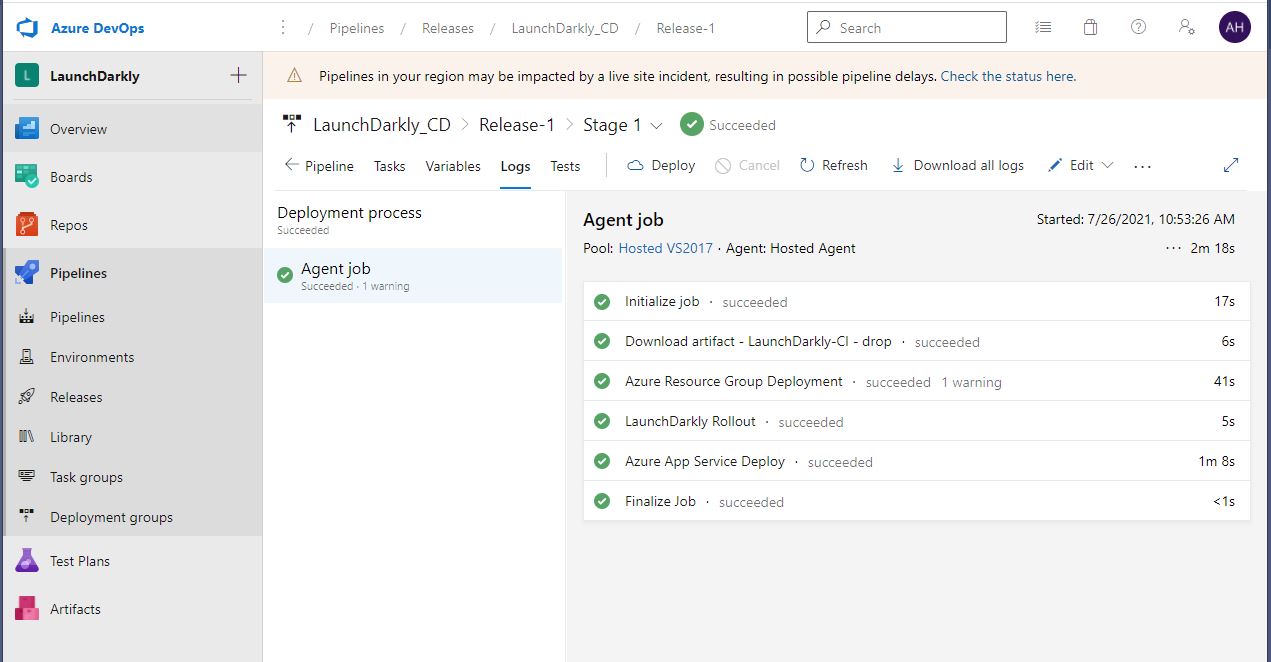 Azure DevOps
/ Pipelines / Releases / LaunchDarkly_CD / Release-1
Search
AH
L LaunchDarkly
Pipelines in your region may be impacted by a live site incident, resulting in possible pipeline delays. Check the status here.
Overview
Boards
Repos
Pipelines
Pipelines
Environments
Releases
Library
Task groups
Deployment groups
Test Plans
Artifacts
LaunchDarkly_CD > Release-1 > Stage 1 Succeeded
Pipeline Tasks Variables Logs Tests Deploy Cancel Refresh Download all logs Edit ...
Deployment process
Succeeded
Agent job
Succeeded · 1 warning
Agent job
Started: 7/26/2021, 10:53:26 AM
Pool: Hosted VS2017 · Agent: Hosted Agent
... 2m 18s
Initialize job · succeeded 17s
Download artifact - LaunchDarkly-CI - drop · succeeded 6s
Azure Resource Group Deployment · succeeded 1 warning 41s
LaunchDarkly Rollout · succeeded 5s
Azure App Service Deploy · succeeded 1m 8s
Finalize Job · succeeded <1s